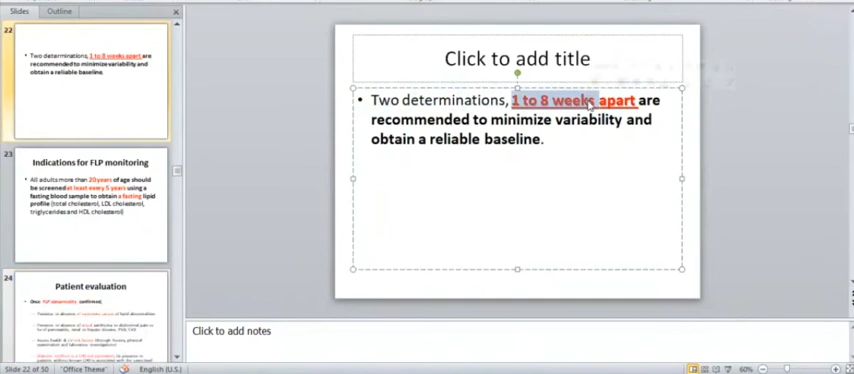 Slides
Outline
22
• Two determinations, 1 to 8 weeks apart are
recommended to minimize variability and
obtain a reliable baseline.
23
Indications for FLP monitoring
• All adults more than 20 years of age should
be screened at least every 5 years using a
fasting blood sample to obtain a fasting lipid
profile (total cholesterol, LDL cholesterol,
triglycerides and HDL cholesterol)
24
Patient evaluation
• Once FLP abnormality confirmed,
Click to add title
• Two determinations, 1 to 8 weeks apart are
recommended to minimize variability and
obtain a reliable baseline.
Click to add notes
Slide 22 of 50
"Office Theme"
English (U.S.)
60%